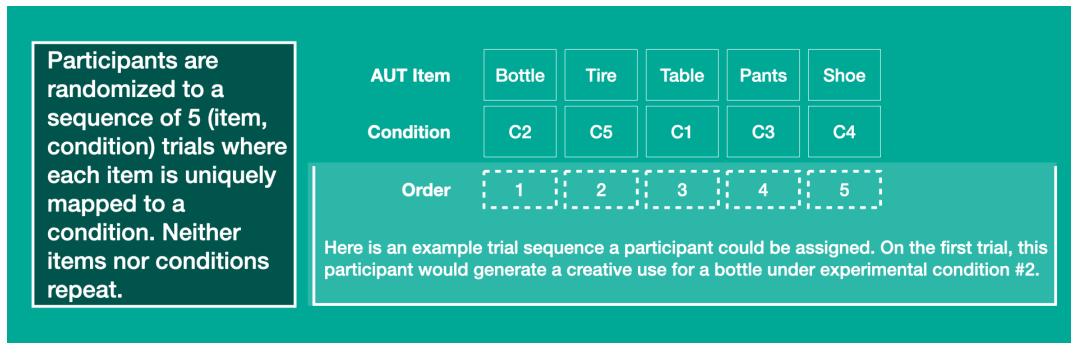 Participants are
randomized to a
sequence of 5 (item,
condition) trials where
each item is uniquely
mapped to a
condition. Neither
items nor conditions
repeat.
AUT Item Bottle Tire Table Pants Shoe
Condition C2 C5 C1 C3 C4
Order 1 2 3 4 5
Here is an example trial sequence a participant could be assigned. On the first trial, this
participant would generate a creative use for a bottle under experimental condition #2.